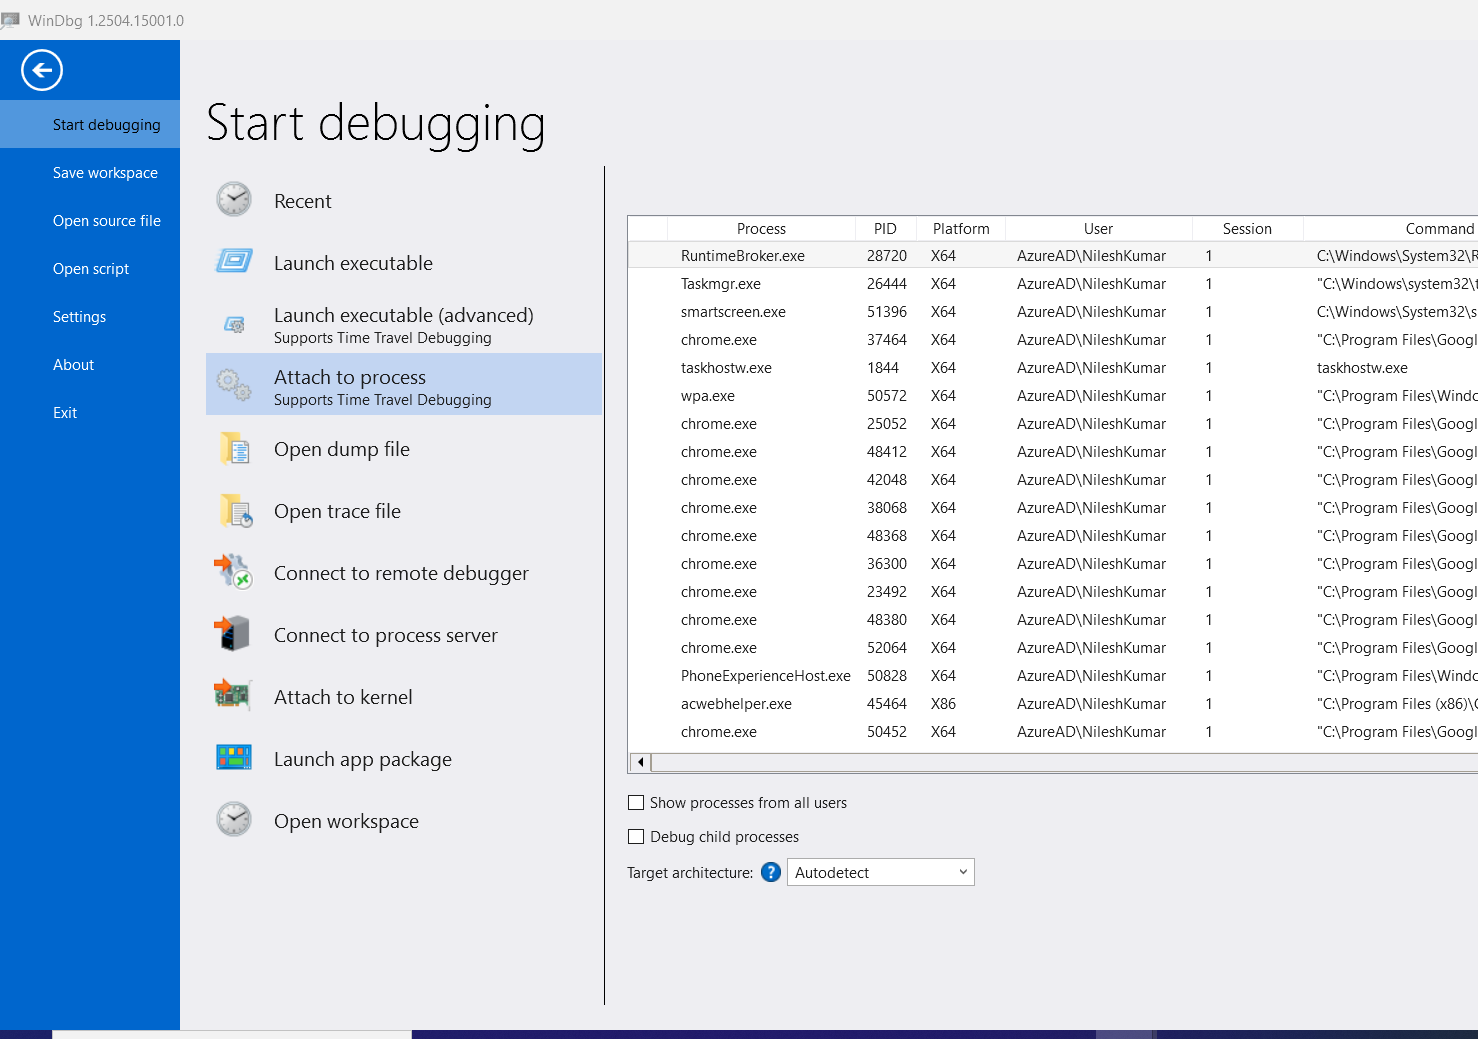 WinDbg 1.2504.15001.0
Start debugging
Save workspace
Open source file
Open script
Settings
About
Exit
Start debugging
Recent
Launch executable
Launch executable (advanced)
Supports Time Travel Debugging
Attach to process
Supports Time Travel Debugging
Open dump file
Open trace file
Connect to remote debugger
Connect to process server
Attach to kernel
Launch app package
Open workspace
Process PID Platform User Session Command
RuntimeBroker.exe 28720 X64 AzureAD\NileshKumar 1 C:\Windows\System32\R
Taskmgr.exe 26444 X64 AzureAD\NileshKumar 1 "C:\Windows\system32\t
smartscreen.exe 51396 X64 AzureAD\NileshKumar 1 C:\Windows\System32\s
chrome.exe 37464 X64 AzureAD\NileshKumar 1 "C:\Program Files\Googl
taskhostw.exe 1844 X64 AzureAD\NileshKumar 1 taskhostw.exe
wpa.exe 50572 X64 AzureAD\NileshKumar 1 "C:\Program Files\Windo
chrome.exe 25052 X64 AzureAD\NileshKumar 1 "C:\Program Files\Googl
chrome.exe 48412 X64 AzureAD\NileshKumar 1 "C:\Program Files\Googl
chrome.exe 42048 X64 AzureAD\NileshKumar 1 "C:\Program Files\Googl
chrome.exe 38068 X64 AzureAD\NileshKumar 1 "C:\Program Files\Googl
chrome.exe 48368 X64 AzureAD\NileshKumar 1 "C:\Program Files\Googl
chrome.exe 36300 X64 AzureAD\NileshKumar 1 "C:\Program Files\Googl
chrome.exe 23492 X64 AzureAD\NileshKumar 1 "C:\Program Files\Googl
chrome.exe 48380 X64 AzureAD\NileshKumar 1 "C:\Program Files\Googl
chrome.exe 52064 X64 AzureAD\NileshKumar 1 "C:\Program Files\Googl
PhoneExperienceHost.exe 50828 X64 AzureAD\NileshKumar 1 "C:\Program Files\Windo
acwebhelper.exe 45464 X86 AzureAD\NileshKumar 1 "C:\Program Files (x86)\C
chrome.exe 50452 X64 AzureAD\NileshKumar 1 "C:\Program Files\Googl
Show processes from all users
Debug child processes
Target architecture: ? Autodetect